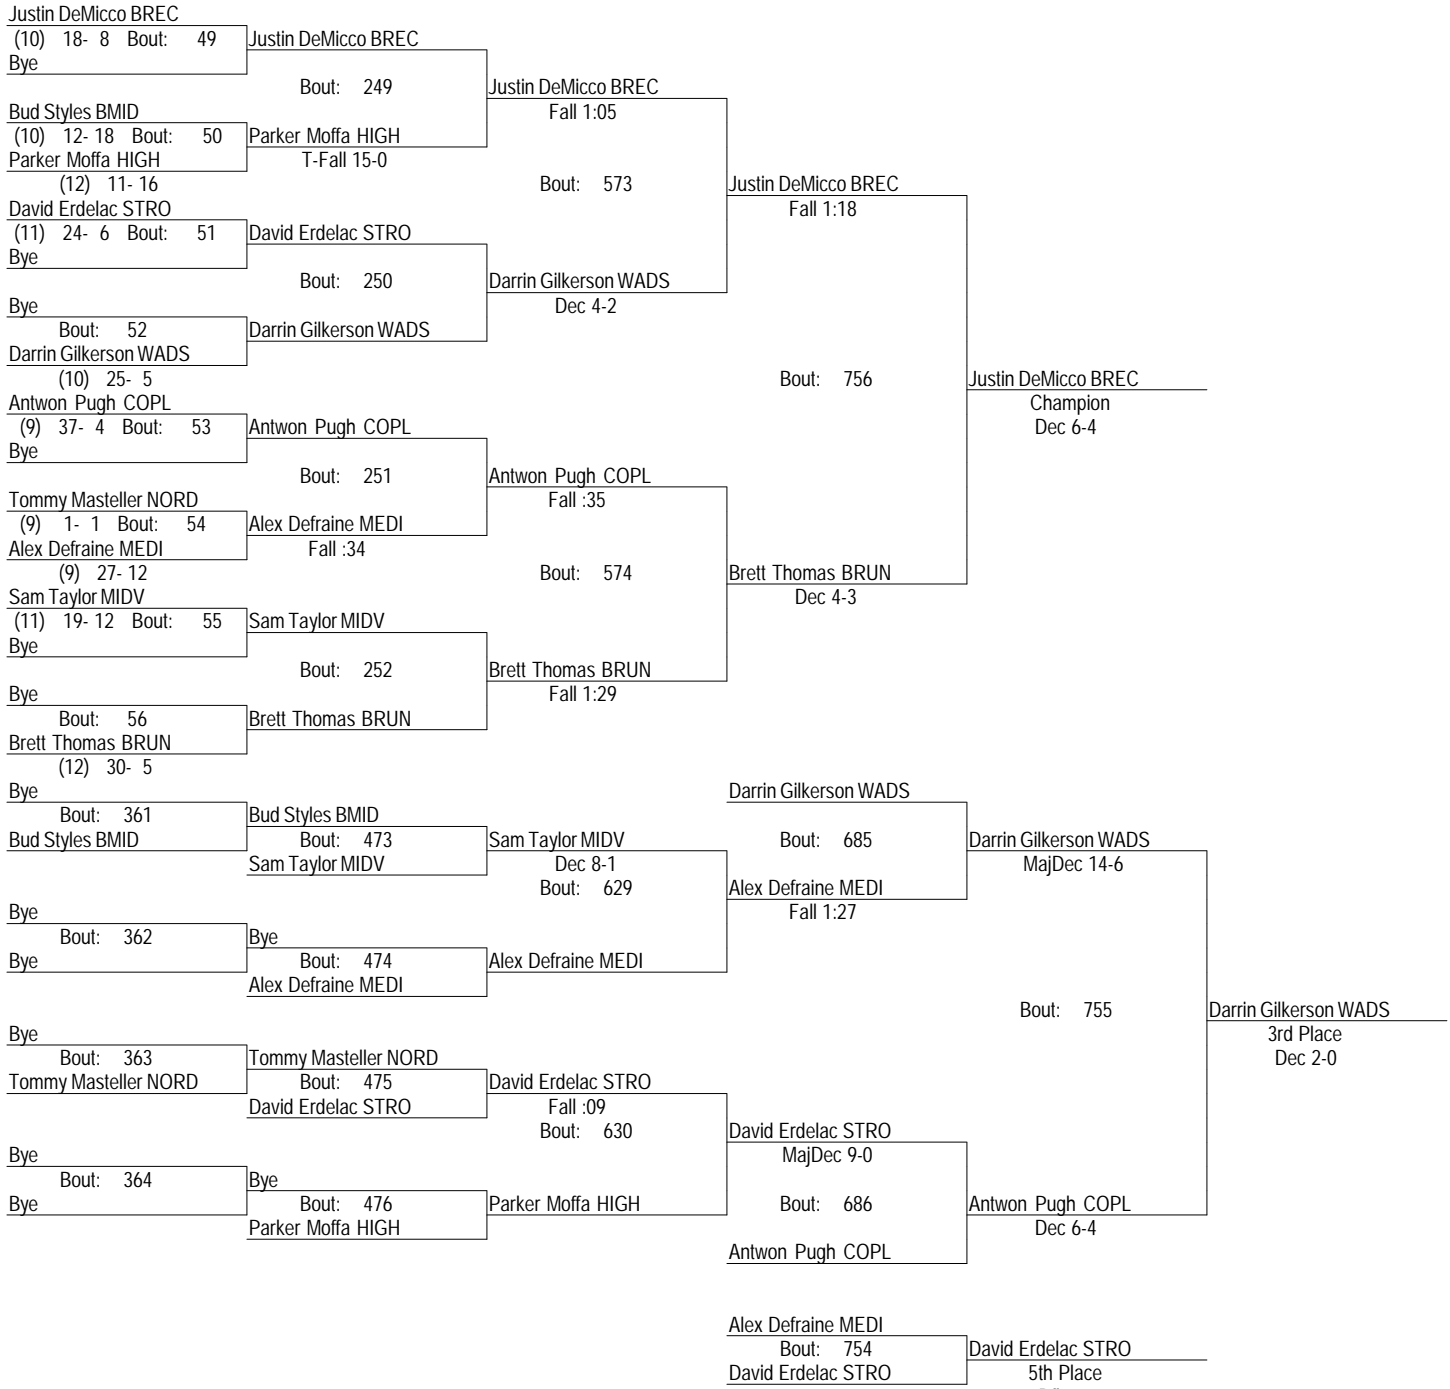 Justin DeMicco BREC
(10) 18- 8 Bout: 49 Justin DeMicco BREC
Bye
Bout: 249 Justin DeMicco BREC
Bud Styles BMID Fall 1:05
(10) 12- 18 Bout: 50 Parker Moffa HIGH
Parker Moffa HIGH T-Fall 15-0
(12) 11- 16 Bout: 573 Justin DeMicco BREC
David Erdelac STRO Fall 1:18
(11) 24- 6 Bout: 51 David Erdelac STRO
Bye
Bout: 250 Darrin Gilkerson WADS
Bye Dec 4-2
Bout: 52 Darrin Gilkerson WADS
Darrin Gilkerson WADS
(10) 25- 5 Bout: 756 Justin DeMicco BREC
Antwon Pugh COPL Champion
(9) 37- 4 Bout: 53 Antwon Pugh COPL Dec 6-4
Bye
Bout: 251 Antwon Pugh COPL
Tommy Masteller NORD Fall :35
(9) 1- 1 Bout: 54 Alex Defraine MEDI
Alex Defraine MEDI Fall :34
(9) 27- 12 Bout: 574 Brett Thomas BRUN
Sam Taylor MIDV Dec 4-3
(11) 19- 12 Bout: 55 Sam Taylor MIDV
Bye
Bout: 252 Brett Thomas BRUN
Bye Fall 1:29
Bout: 56 Brett Thomas BRUN
Brett Thomas BRUN
(12) 30- 5
Bye Darrin Gilkerson WADS
Bout: 361 Bud Styles BMID
Bud Styles BMID Bout: 473 Sam Taylor MIDV Bout: 685 Darrin Gilkerson WADS
Sam Taylor MIDV Dec 8-1 MajDec 14-6
Bout: 629 Alex Defraine MEDI
Bye Fall 1:27
Bout: 362 Bye
Bye Bout: 474 Alex Defraine MEDI
Alex Defraine MEDI
Bout: 755 Darrin Gilkerson WADS
Bye 3rd Place
Bout: 363 Tommy Masteller NORD Dec 2-0
Tommy Masteller NORD Bout: 475 David Erdelac STRO
David Erdelac STRO Fall :09
Bout: 630 David Erdelac STRO
Bye MajDec 9-0
Bout: 364 Bye
Bye Bout: 476 Parker Moffa HIGH Bout: 686 Antwon Pugh COPL
Parker Moffa HIGH Dec 6-4
Antwon Pugh COPL
Alex Defraine MEDI
Bout: 754 David Erdelac STRO
David Erdelac STRO 5th Place